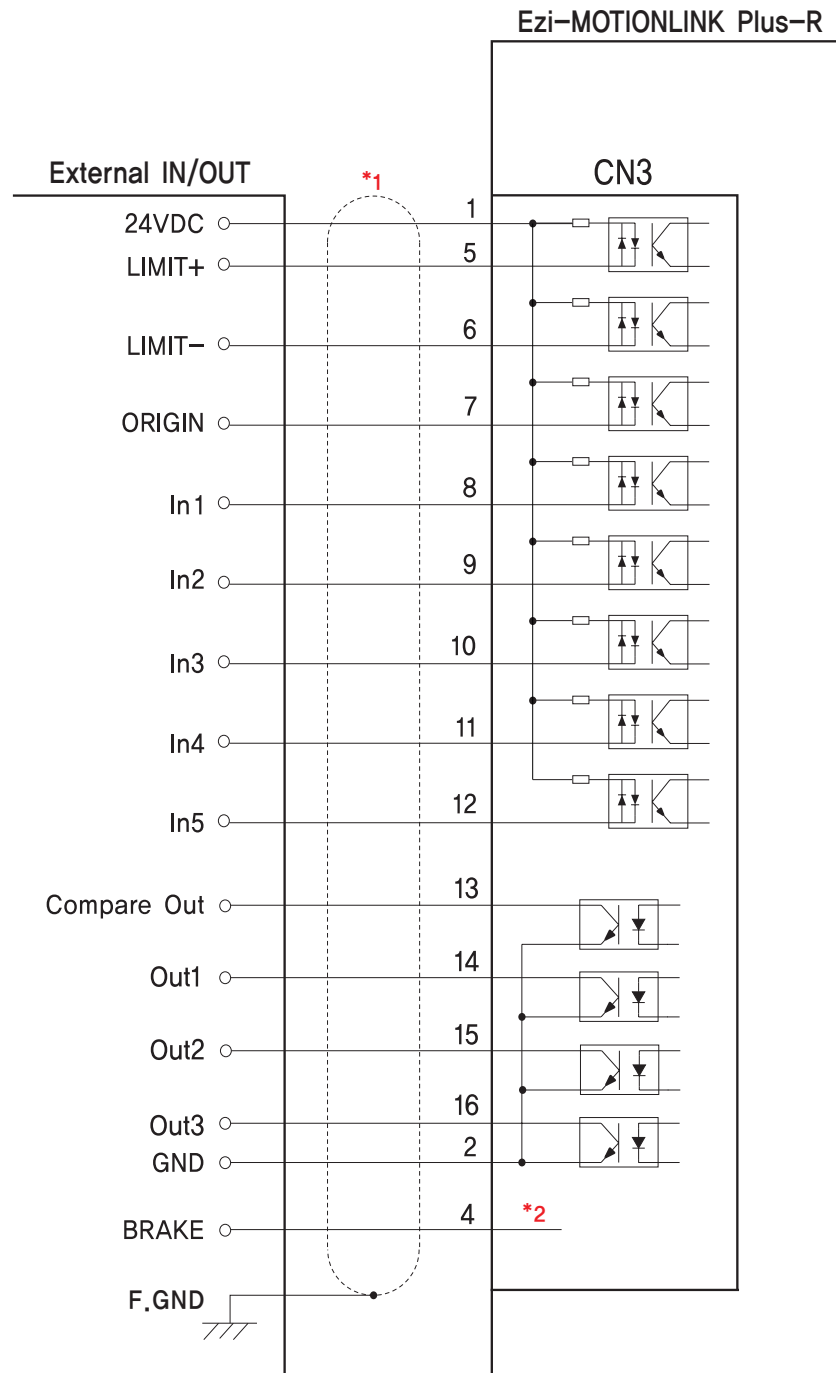 Ezi-MOTIONLINK Plus-R
External IN/OUT
*1
CN3
24VDC 1
LIMIT+ 5
LIMIT- 6
ORIGIN 7
In1 8
In2 9
In3 10
In4 11
In5 12
Compare Out 13
Out1 14
Out2 15
Out3 16
GND 2
BRAKE 4 *2
F.GND